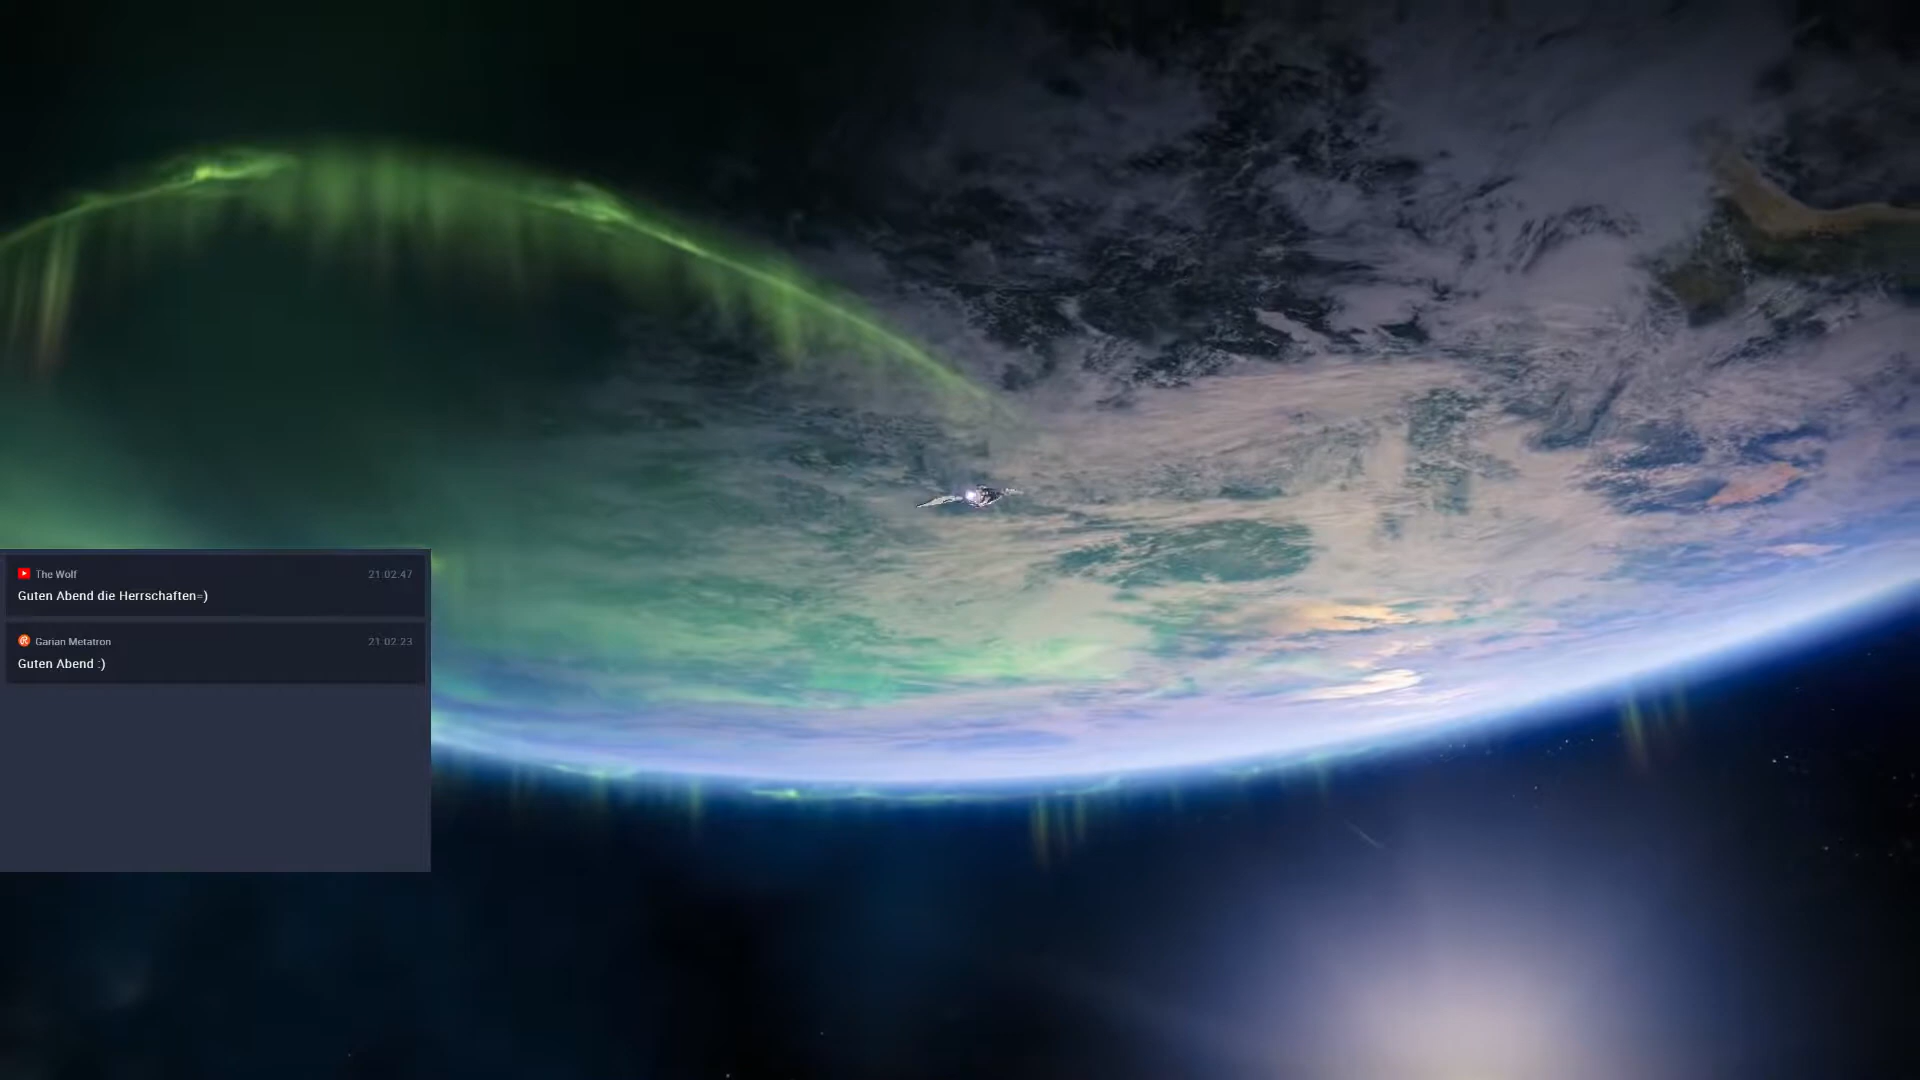 The Wolf 21:02:47
Guten Abend die Herrschaften=)
Garian Metatron 21:02:23
Guten Abend :)